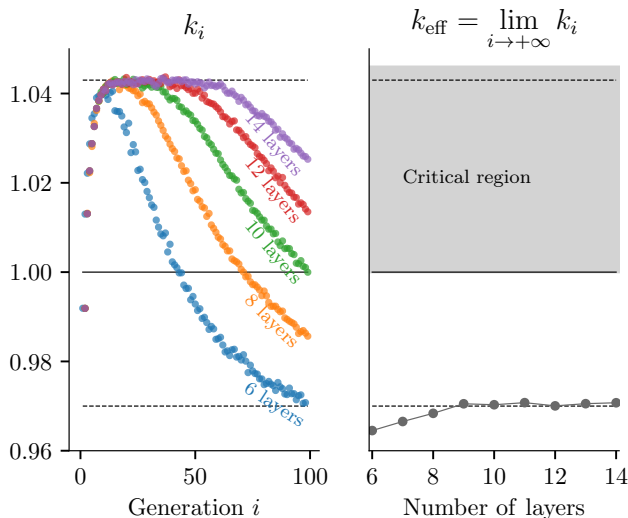 k_i
k_eff = lim_{i→+∞} k_i
1.04
1.02
1.00
0.98
0.96
14 layers
12 layers
10 layers
8 layers
6 layers
Critical region
0 50 100
6 8 10 12 14
Generation i
Number of layers